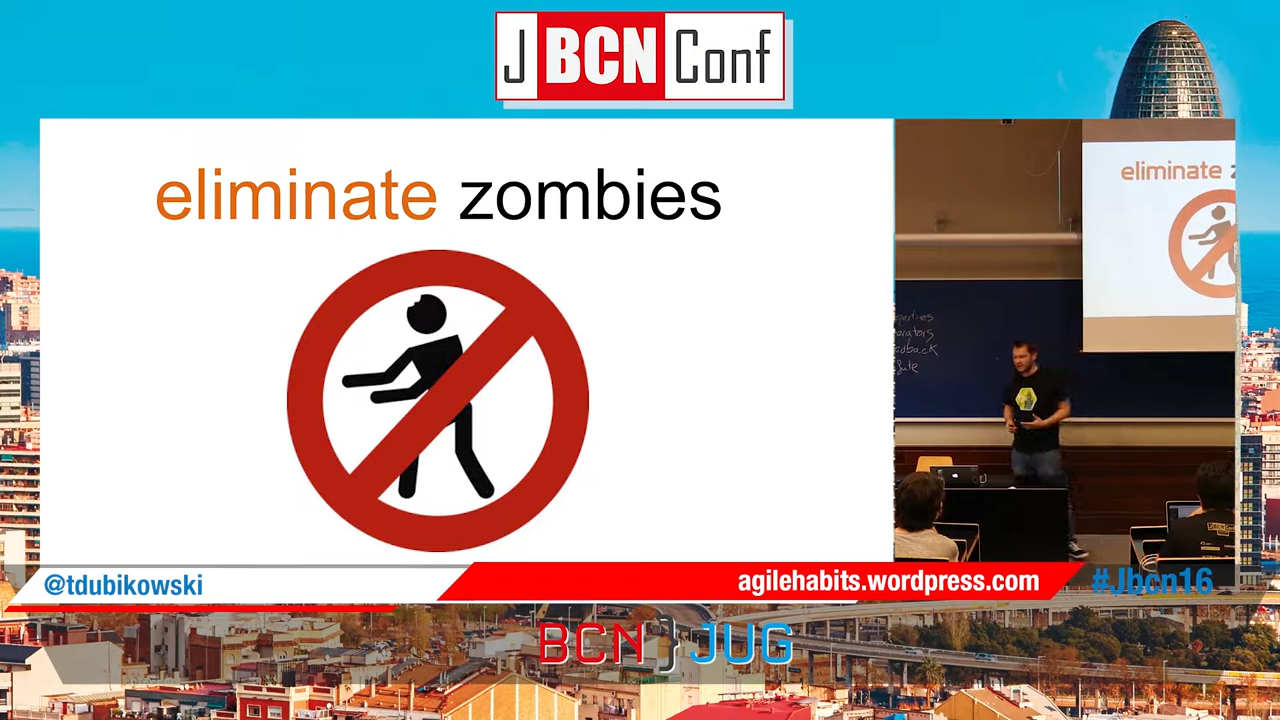 J BCN Conf
eliminate zombies
eliminate
@tdubikowski
agilehabits.wordpress.com
#Jbcn16
BCN}JUG